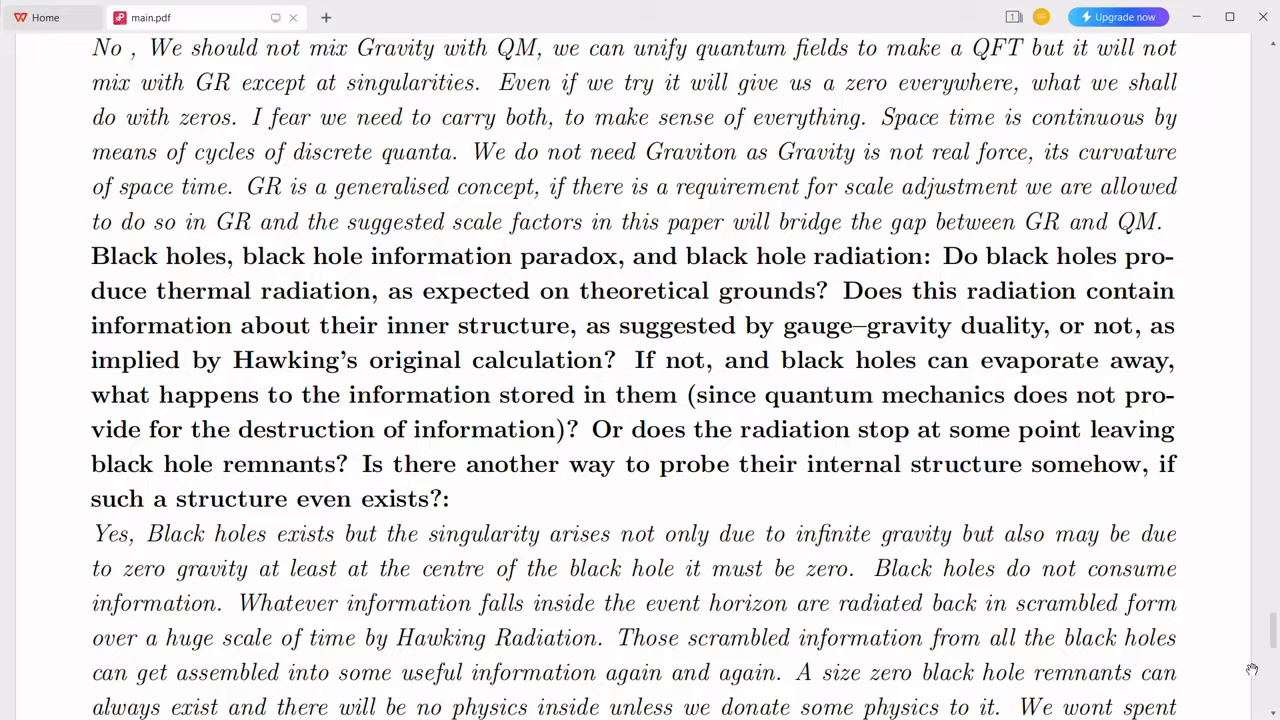 Home
main.pdf
1
Upgrade now
No , We should not mix Gravity with QM, we can unify quantum fields to make a QFT but it will not
mix with GR except at singularities. Even if we try it will give us a zero everywhere, what we shall
do with zeros. I fear we need to carry both, to make sense of everything. Space time is continuous by
means of cycles of discrete quanta. We do not need Graviton as Gravity is not real force, its curvature
of space time. GR is a generalised concept, if there is a requirement for scale adjustment we are allowed
to do so in GR and the suggested scale factors in this paper will bridge the gap between GR and QM.
Black holes, black hole information paradox, and black hole radiation: Do black holes pro-
duce thermal radiation, as expected on theoretical grounds? Does this radiation contain
information about their inner structure, as suggested by gauge–gravity duality, or not, as
implied by Hawking's original calculation? If not, and black holes can evaporate away,
what happens to the information stored in them (since quantum mechanics does not pro-
vide for the destruction of information)? Or does the radiation stop at some point leaving
black hole remnants? Is there another way to probe their internal structure somehow, if
such a structure even exists?:
Yes, Black holes exists but the singularity arises not only due to infinite gravity but also may be due
to zero gravity at least at the centre of the black hole it must be zero. Black holes do not consume
information. Whatever information falls inside the event horizon are radiated back in scrambled form
over a huge scale of time by Hawking Radiation. Those scrambled information from all the black holes
can get assembled into some useful information again and again. A size zero black hole remnants can
always exist and there will be no physics inside unless we donate some physics to it. We wont spent